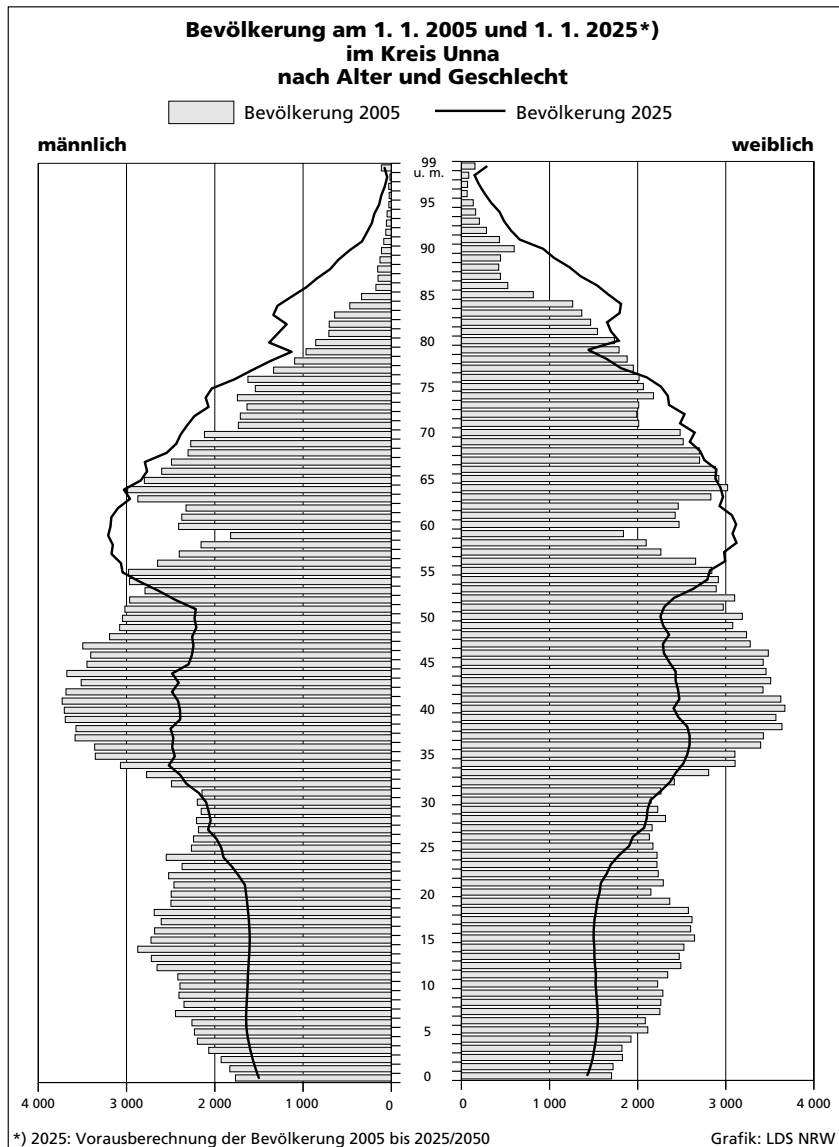 Bevölkerung am 1. 1. 2005 und 1. 1. 2025*)
im Kreis Unna
nach Alter und Geschlecht
Bevölkerung 2005 Bevölkerung 2025
männlich weiblich
99
u. m.
95
90
85
80
75
70
65
60
55
50
45
40
35
30
25
20
15
10
5
0
4 000 3 000 2 000 1 000 0 0 1 000 2 000 3 000 4 000
*) 2025: Vorausberechnung der Bevölkerung 2005 bis 2025/2050 Grafik: LDS NRW